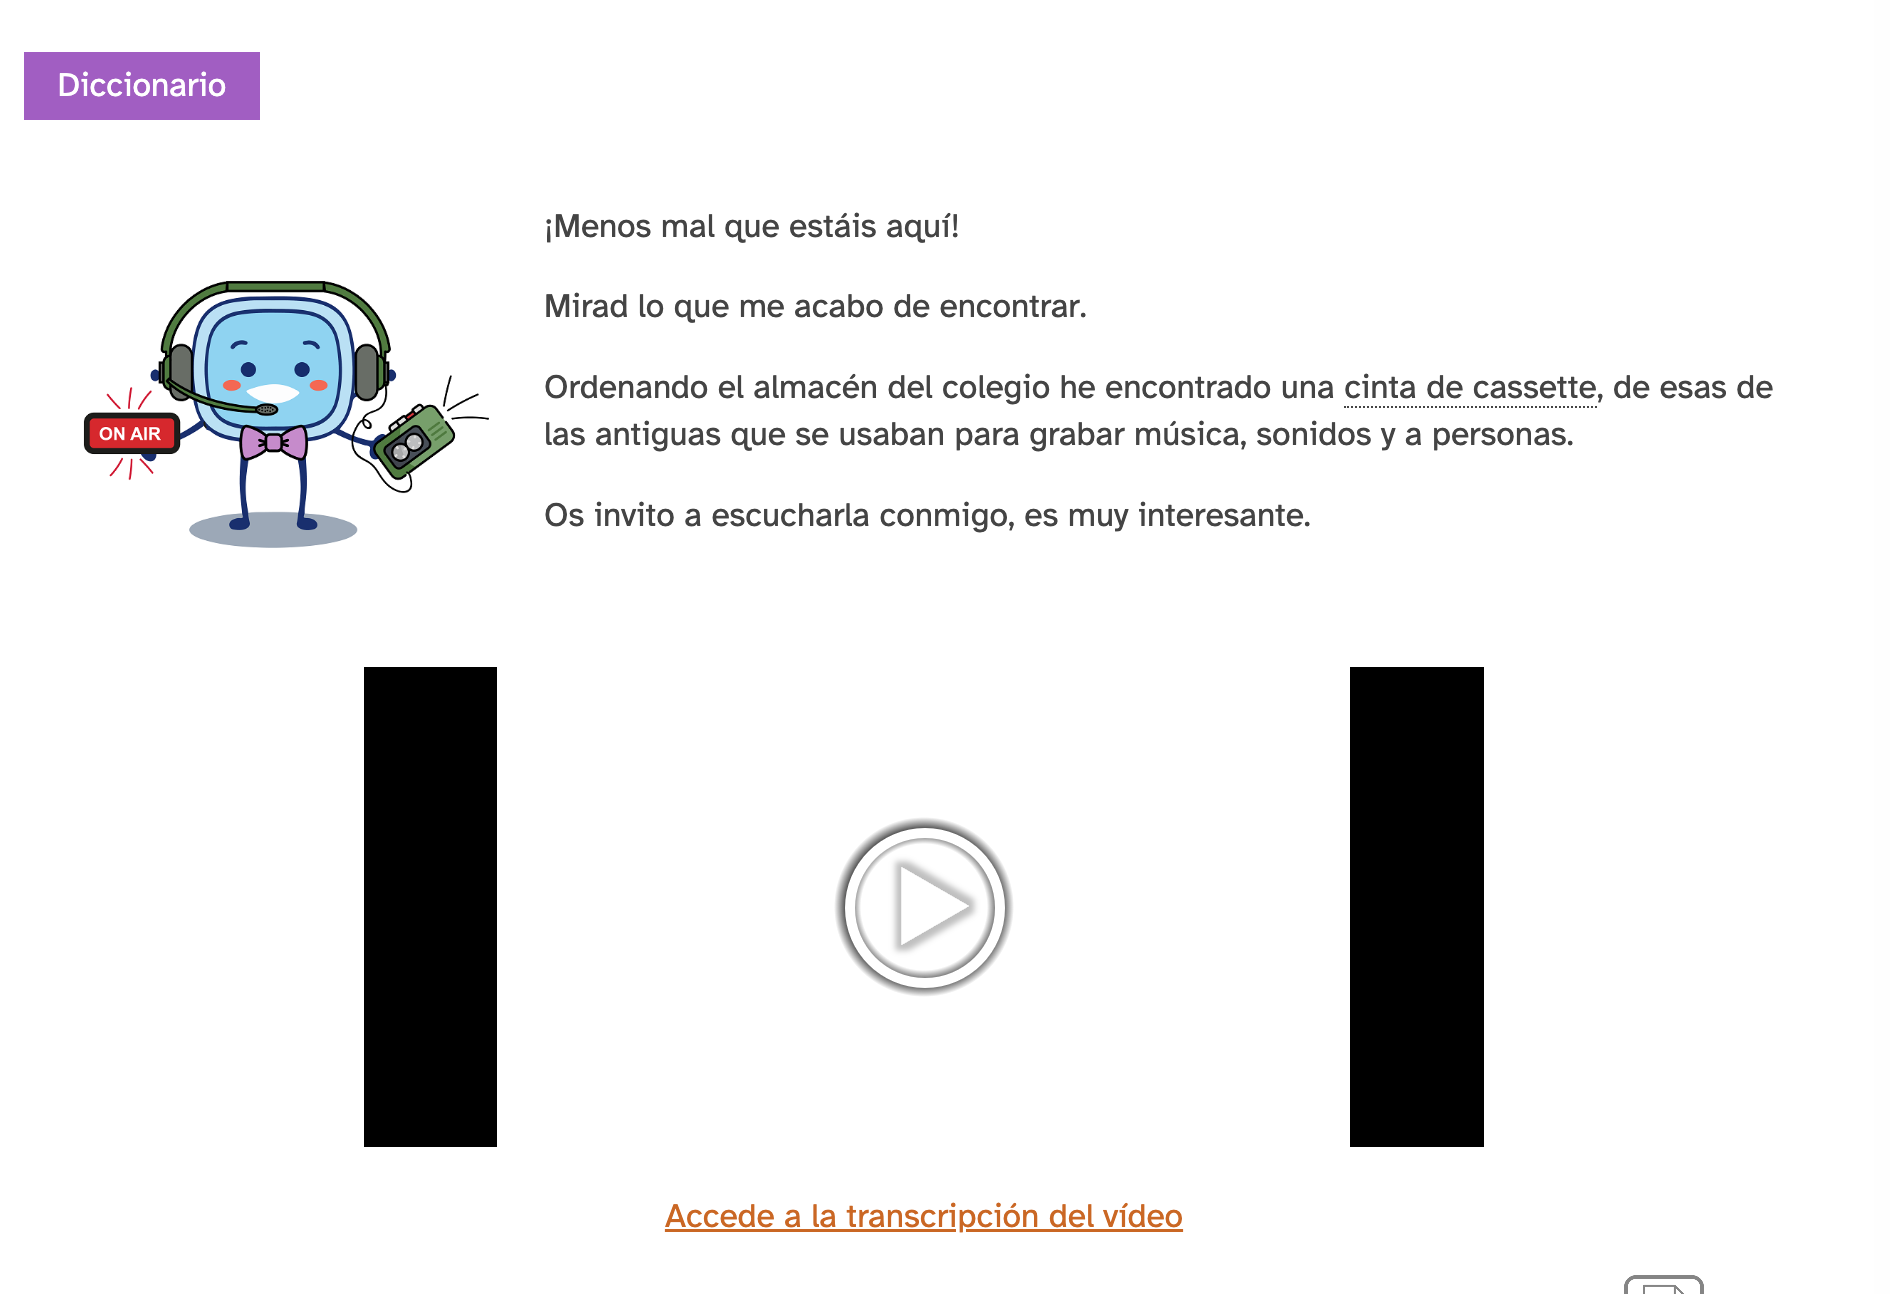 Diccionario
¡Menos mal que estáis aquí!
Mirad lo que me acabo de encontrar.
Ordenando el almacén del colegio he encontrado una cinta de cassette, de esas de
las antiguas que se usaban para grabar música, sonidos y a personas.
ON AIR
Os invito a escucharla conmigo, es muy interesante.
Accede a la transcripción del vídeo